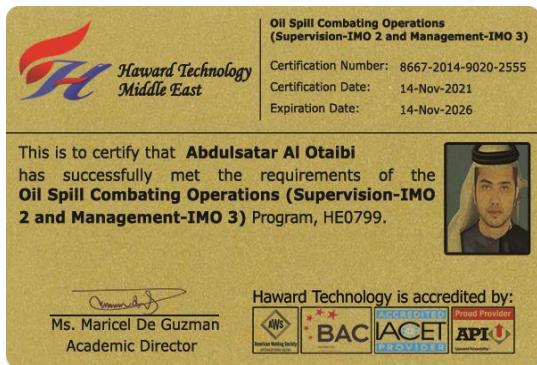 Haward Technology
Middle East
Oil Spill Combating Operations
(Supervision-IMO 2 and Management-IMO 3)
Certification Number: 8667-2014-9020-2555
Certification Date: 14-Nov-2021
Expiration Date: 14-Nov-2026
This is to certify that Abdulsatar Al Otaibi
has successfully met the requirements of the
Oil Spill Combating Operations (Supervision-IMO
2 and Management-IMO 3) Program, HE0799.
Ms. Maricel De Guzman
Academic Director
Haward Technology is accredited by:
AWS
American Welding Society
BAC
ACCREDITED
IACET
PROVIDER
Proud Provider
API